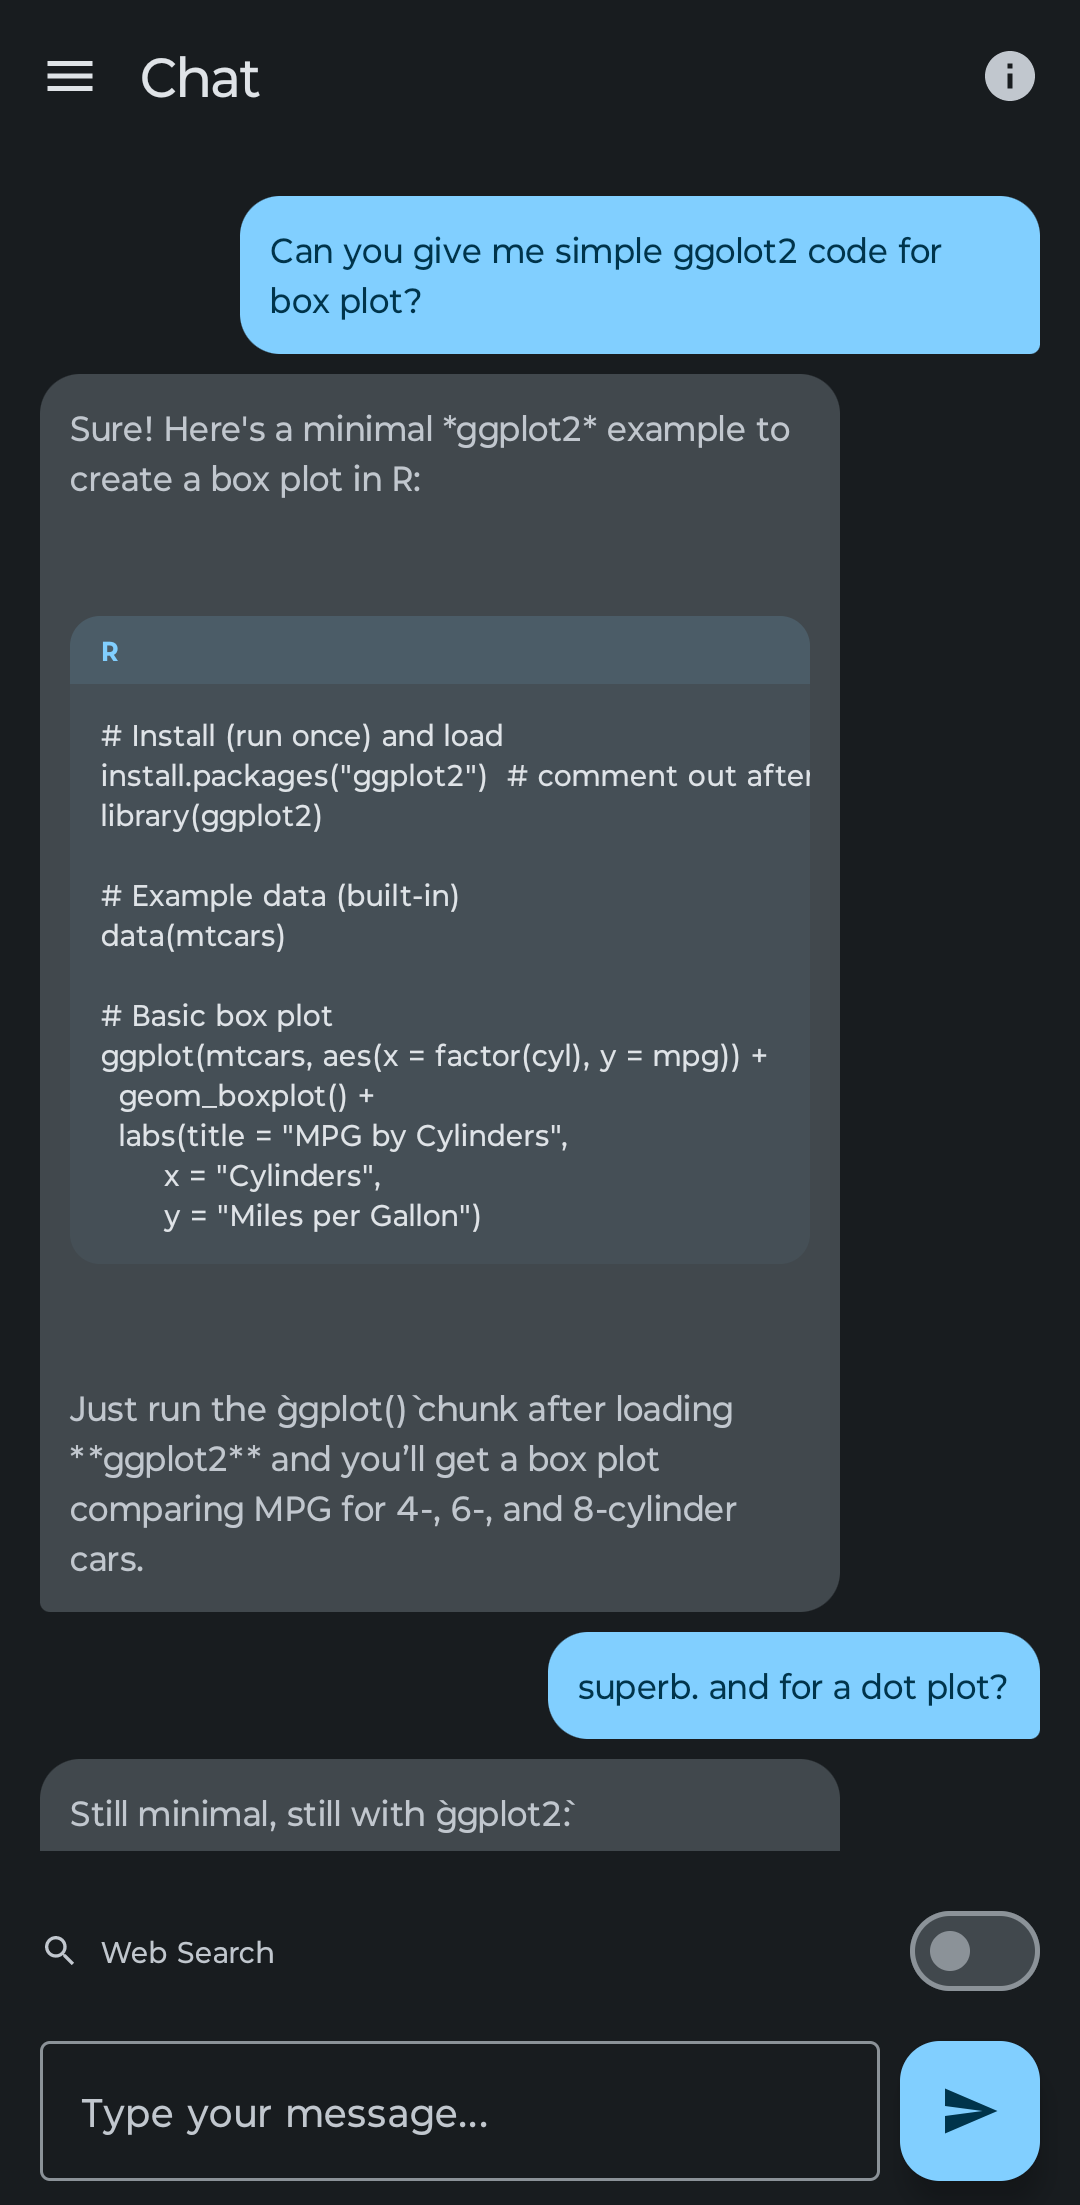 Chat
Can you give me simple ggolot2 code for
box plot?
Sure! Here's a minimal *ggplot2* example to
create a box plot in R:
R
# Install (run once) and load
install.packages("ggplot2")  # comment out after
library(ggplot2)
# Example data (built-in)
data(mtcars)
# Basic box plot
ggplot(mtcars, aes(x = factor(cyl), y = mpg)) +
  geom_boxplot() +
  labs(title = "MPG by Cylinders",
       x = "Cylinders",
       y = "Miles per Gallon")
Just run the `ggplot()` chunk after loading
**ggplot2** and you’ll get a box plot
comparing MPG for 4-, 6-, and 8-cylinder
cars.
superb. and for a dot plot?
Still minimal, still with `ggplot2:`
Web Search
Type your message...